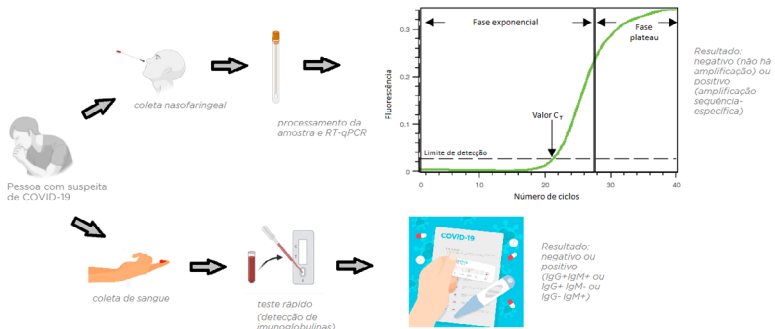 Pessoa com suspeita
de COVID-19
coleta nasofaringeal
processamento da
amostra e RT-qPCR
Fase exponencial
Fase
plateau
Fluorescência
0.3
0.2
0.1
0
Valor C†
Limite de detecção
0
10
20
30
40
Número de ciclos
Resultado:
negativo (não há
amplificação) ou
positivo
(amplificação
sequência-
específica)
coleta de sangue
teste rápido
(detecção de
imunoglobulinas)
COVID-19
Resultado:
negativo ou
positivo
(IgG+IgM+ ou
IgG+ IgM- ou
IgG- IgM+)